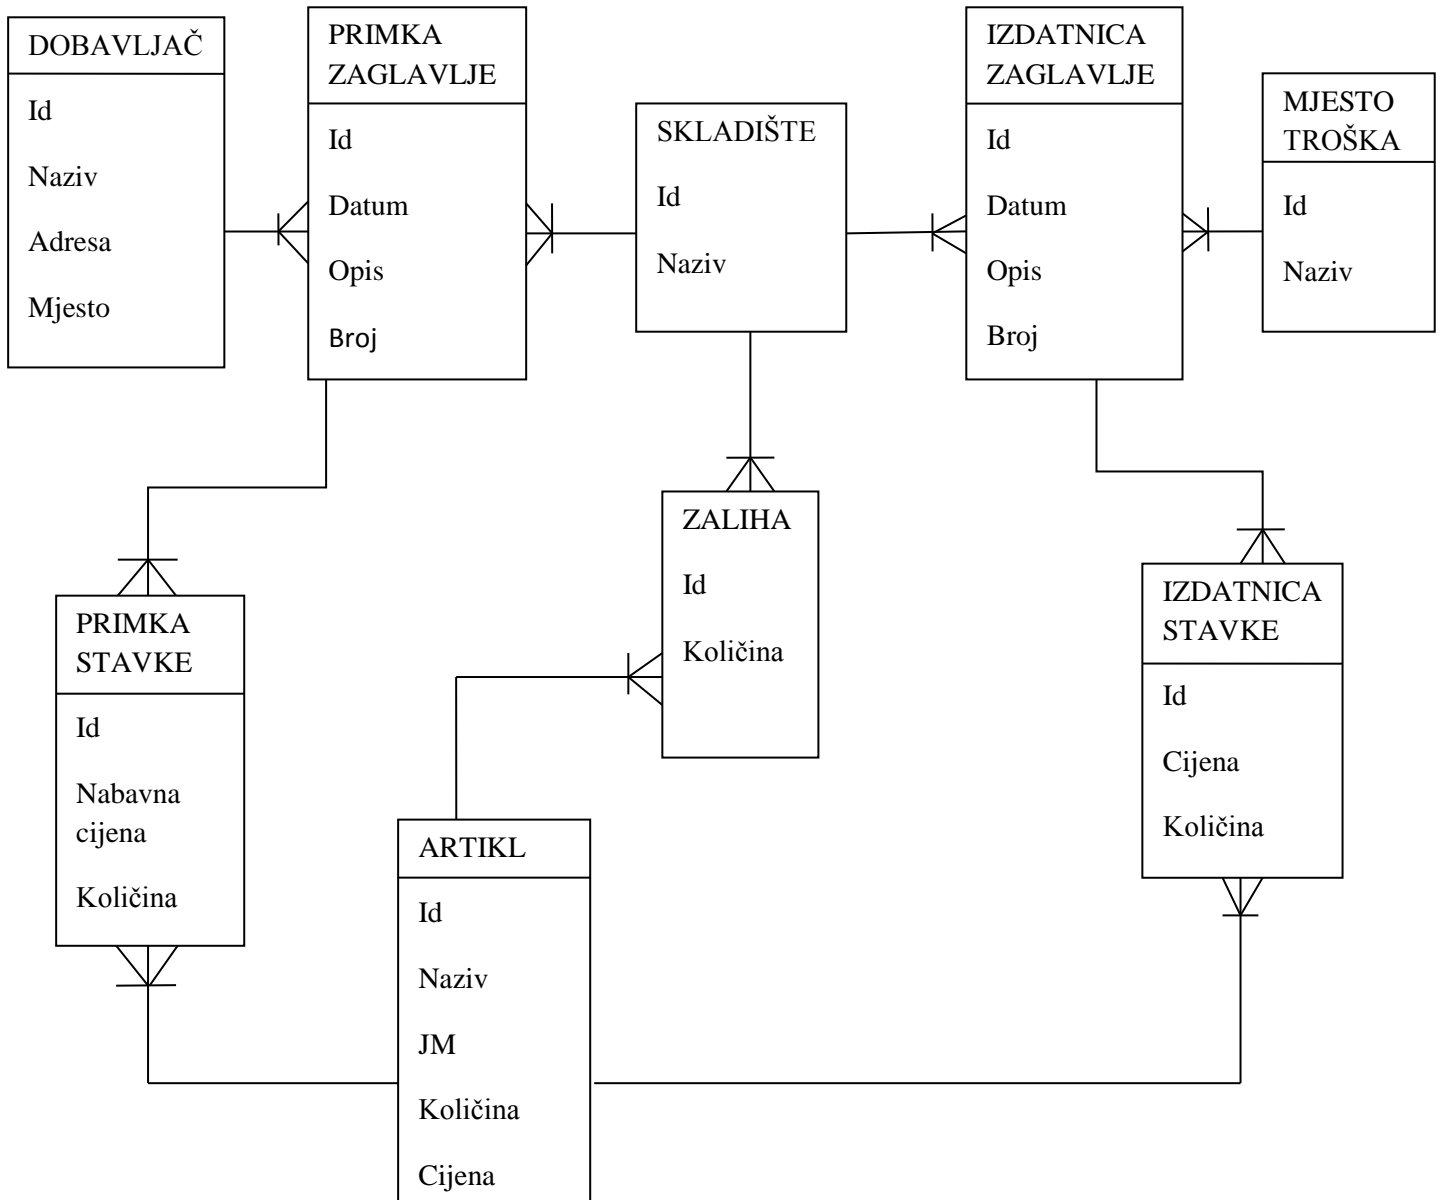 DOBAVLJAČ
Id
Naziv
Adresa
Mjesto
PRIMKA
ZAGLAVLJE
Id
Datum
Opis
Broj
SKLADIŠTE
Id
Naziv
IZDATNICA
ZAGLAVLJE
Id
Datum
Opis
Broj
MJESTO
TROŠKA
Id
Naziv
PRIMKA
STAVKE
Id
Nabavna
cijena
Količina
ZALIHA
Id
Količina
IZDATNICA
STAVKE
Id
Cijena
Količina
ARTIKL
Id
Naziv
JM
Količina
Cijena